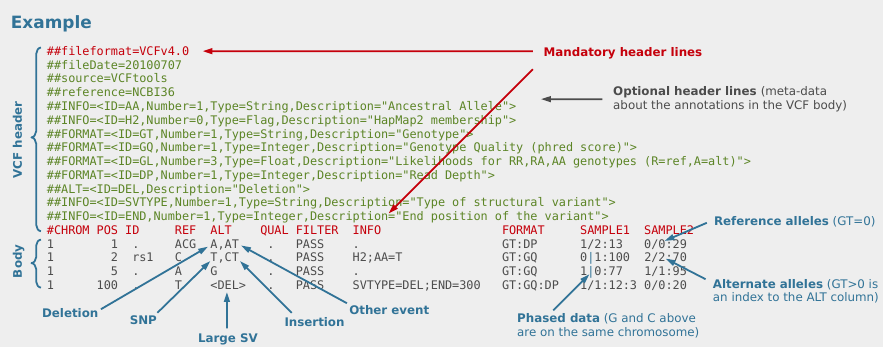 Example
##fileformat=VCFv4.0
##fileDate=20100707
##source=VCFtools
##reference=NCBI36
##INFO=<ID=AA,Number=1,Type=String,Description="Ancestral Allele">
##INFO=<ID=H2,Number=0,Type=Flag,Description="HapMap2 membership">
##FORMAT=<ID=GT,Number=1,Type=String,Description="Genotype">
##FORMAT=<ID=GQ,Number=1,Type=Integer,Description="Genotype Quality (phred score)">
##FORMAT=<ID=GL,Number=3,Type=Float,Description="Likelihoods for RR,RA,AA genotypes (R=ref,A=alt)">
##FORMAT=<ID=DP,Number=1,Type=Integer,Description="Read Depth">
##ALT=<ID=DEL,Description="Deletion">
##INFO=<ID=SVTYPE,Number=1,Type=String,Description="Type of structural variant">
##INFO=<ID=END,Number=1,Type=Integer,Description="End position of the variant">
#CHROM POS ID REF ALT QUAL FILTER INFO FORMAT SAMPLE1 SAMPLE2
1 1 . ACG A,AT . PASS . GT:DP 1/2:13 0/0:29
1 2 rs1 C T,CT . PASS H2;AA=T GT:GQ 0|1:100 2/2:70
1 5 . A G . PASS . GT:GQ 1|0:77 1/1:95
1 100 . T <DEL> . PASS SVTYPE=DEL;END=300 GT:GQ:DP 1/1:12:3 0/0:20
VCF header
Body
Mandatory header lines
Optional header lines (meta-data
about the annotations in the VCF body)
Reference alleles (GT=0)
Alternate alleles (GT>0 is
an index to the ALT column)
Deletion
SNP
Large SV
Insertion
Other event
Phased data (G and C above
are on the same chromosome)